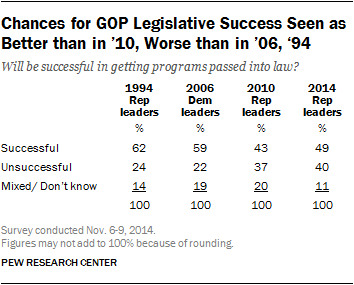 Chances for GOP Legislative Success Seen as
Better than in ’10, Worse than in ’06, ‘94
Will be successful in getting programs passed into law?
1994 2006 2010 2014
Rep Dem Rep Rep
leaders leaders leaders leaders
% % % %
Successful 62 59 43 49
Unsuccessful 24 22 37 40
Mixed/ Don’t know 14 19 20 11
100 100 100 100
Survey conducted Nov. 6-9, 2014.
Figures may not add to 100% because of rounding.
PEW RESEARCH CENTER